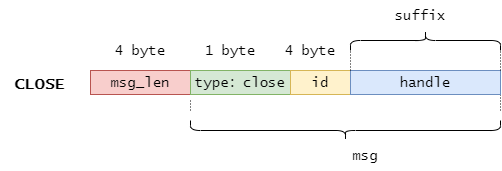 suffix
4 byte 1 byte 4 byte
CLOSE msg_len type: close id handle
msg